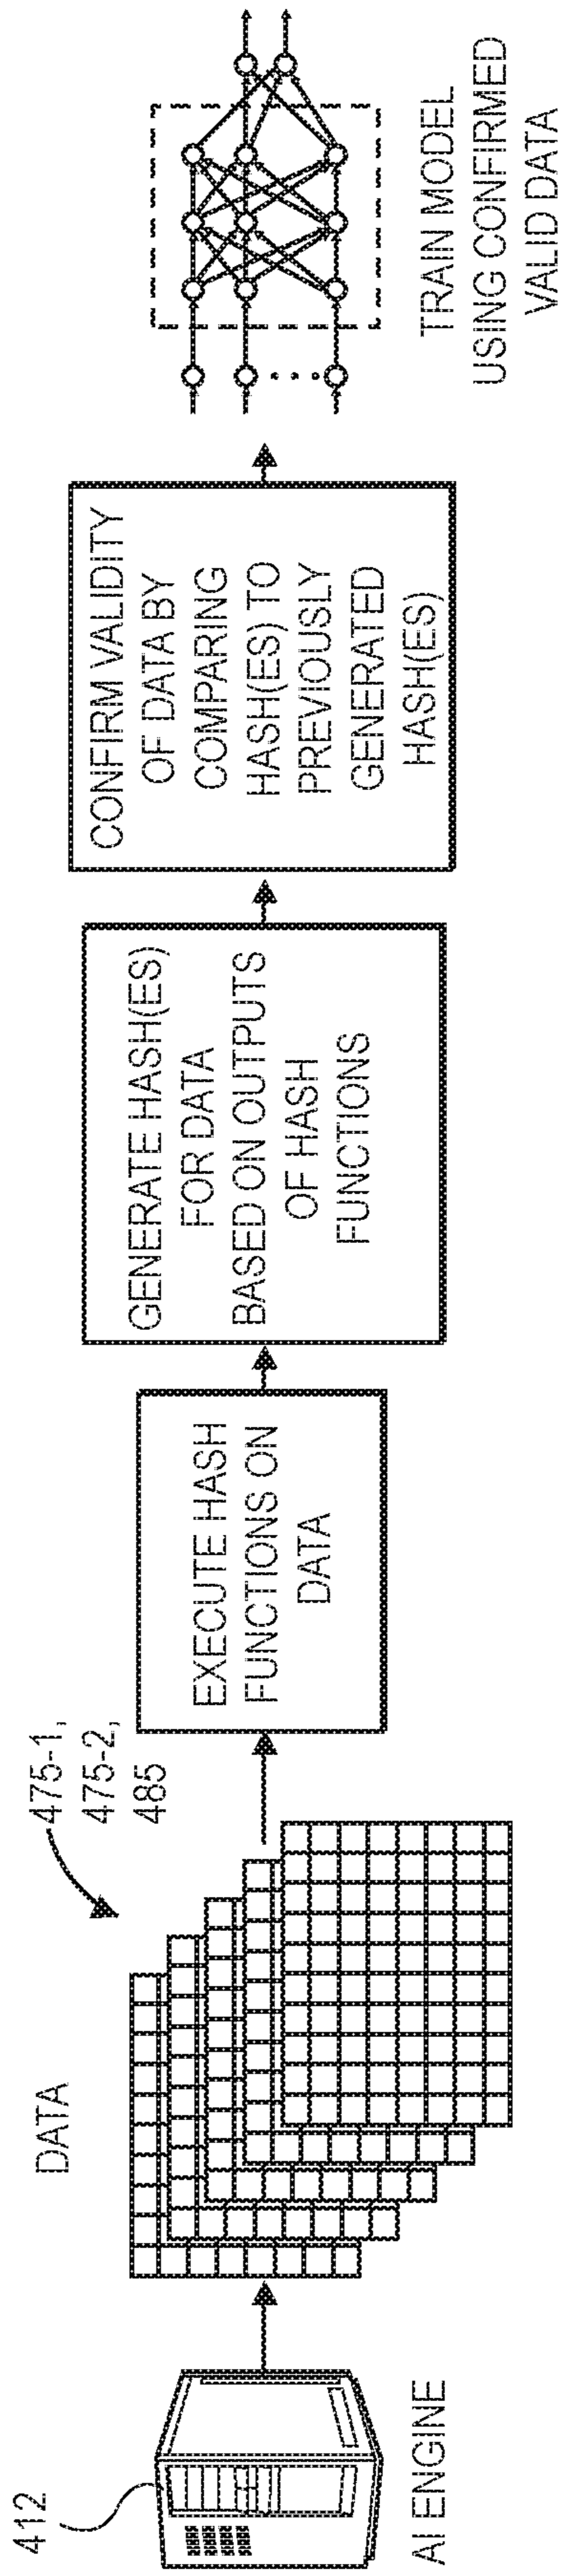 412
AI ENGINE
DATA
475-1,
475-2,
485
EXECUTE HASH
FUNCTIONS ON
DATA
GENERATE HASH(ES)
FOR DATA
BASED ON OUTPUTS
OF HASH
FUNCTIONS
CONFIRM VALIDITY
OF DATA BY
COMPARING
HASH(ES) TO
PREVIOUSLY
GENERATED
HASH(ES)
TRAIN MODEL
USING CONFIRMED
VALID DATA